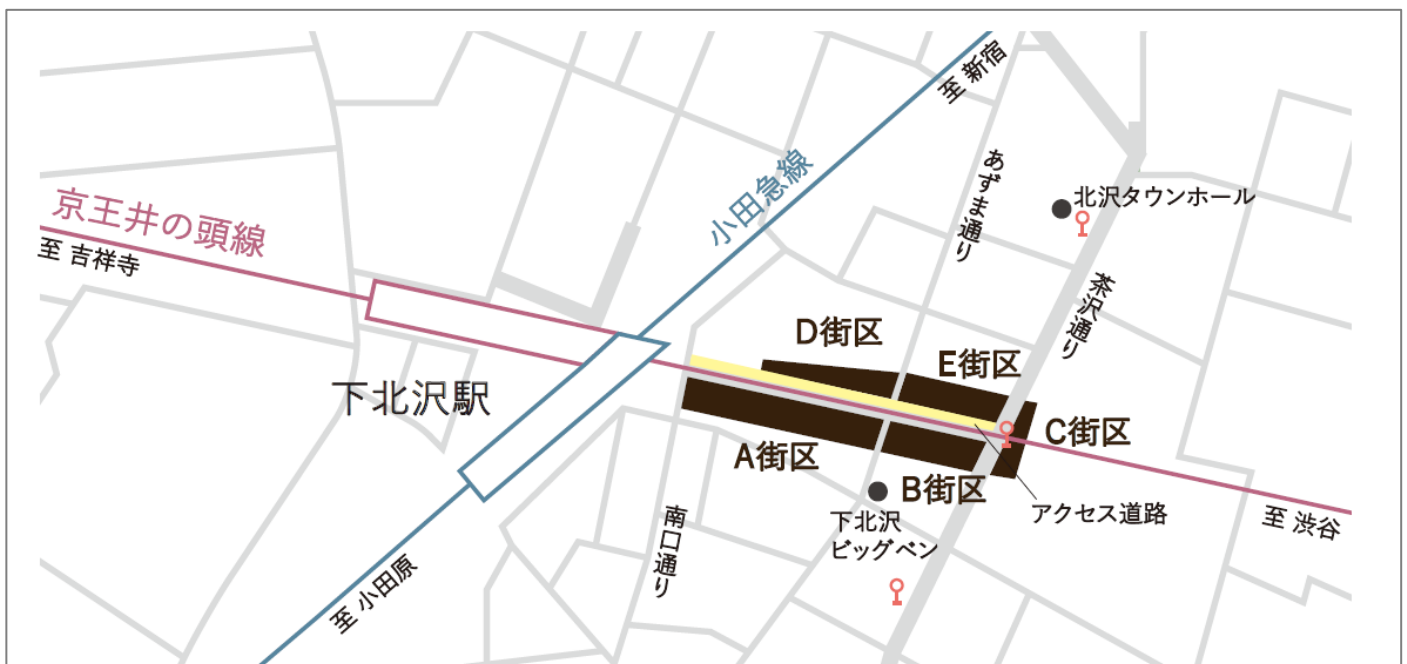 至 新宿
小田急線
あずま通り
北沢タウンホール
京王井の頭線
至 吉祥寺
茶沢通り
D街区
E街区
下北沢駅
C街区
A街区
B街区
アクセス道路
下北沢
ビッグベン
南口通り
至 渋谷
至 小田原